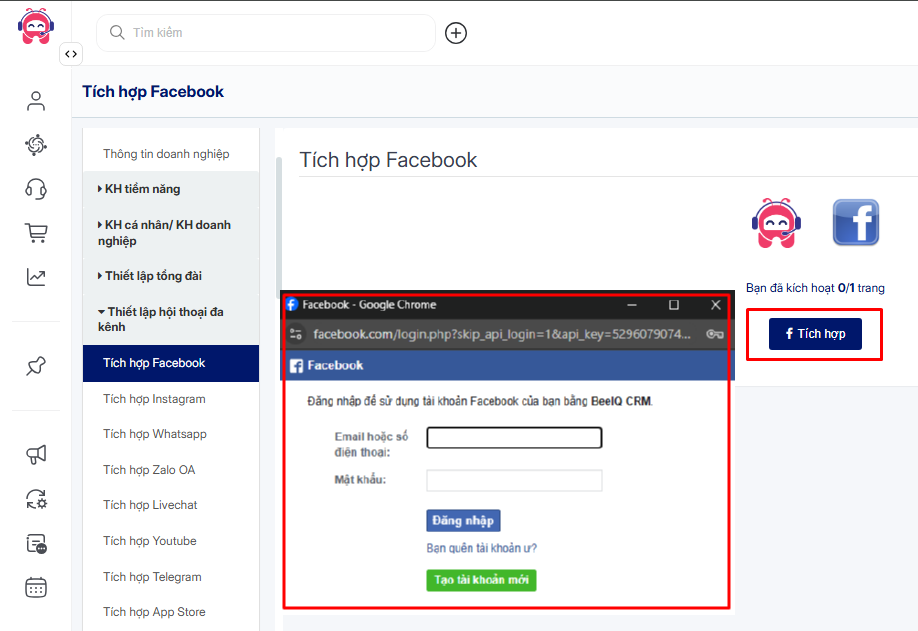 Tìm kiếm
Tích hợp Facebook
Thông tin doanh nghiệp
KH tiềm năng
KH cá nhân/ KH doanh
nghiệp
Thiết lập tổng đài
Thiết lập hội thoại đa
kênh
Tích hợp Facebook
Tích hợp Instagram
Tích hợp Whatsapp
Tích hợp Zalo OA
Tích hợp Livechat
Tích hợp Youtube
Tích hợp Telegram
Tích hợp App Store
Tích hợp Facebook
Bạn đã kích hoạt 0/1 trang
Tích hợp
Facebook - Google Chrome
facebook.com/login.php?skip_api_login=1&api_key=5296079074...
Facebook
Đăng nhập để sử dụng tài khoản Facebook của bạn bằng BeeIQ CRM.
Email hoặc số
điện thoại:
Mật khẩu:
Đăng nhập
Bạn quên tài khoản ư?
Tạo tài khoản mới